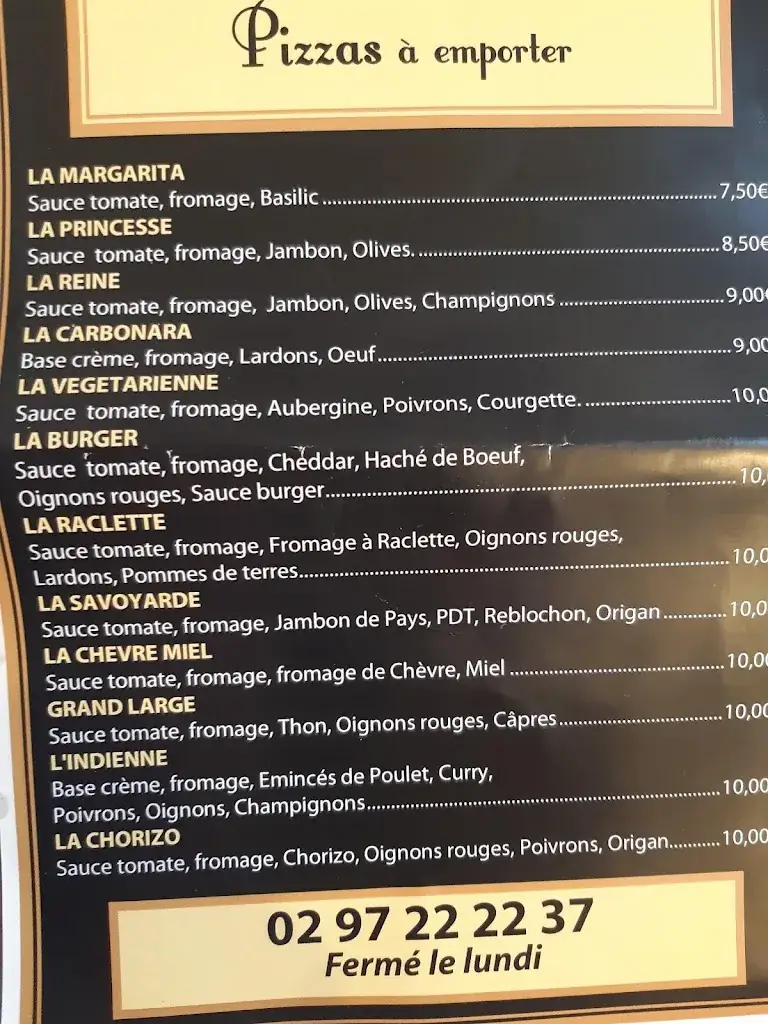 Pizzas à emporter
LA MARGARITA
Sauce tomate, fromage, Basilic ........ 7,50€
LA PRINCESSE
Sauce tomate, fromage, Jambon, Olives. ........ 8,50€
LA REINE
Sauce tomate, fromage, Jambon, Olives, Champignons ........ 9,00€
LA CARBONARA
Base crème, fromage, Lardons, Oeuf ........ 9,00
LA VEGETARIENNE
Sauce tomate, fromage, Aubergine, Poivrons, Courgette. ........ 10,0
LA BURGER
Sauce tomate, fromage, Cheddar, Haché de Boeuf,
Oignons rouges, Sauce burger ........ 10,
LA RACLETTE
Sauce tomate, fromage, Fromage à Raclette, Oignons rouges,
Lardons, Pommes de terres ........ 10,0
LA SAVOYARDE
Sauce tomate, fromage, Jambon de Pays, PDT, Reblochon, Origan ........ 10,0
LA CHEVRE MIEL
Sauce tomate, fromage, fromage de Chèvre, Miel ........ 10,00
GRAND LARGE
Sauce tomate, fromage, Thon, Oignons rouges, Câpres ........ 10,00
L'INDIENNE
Base crème, fromage, Emincés de Poulet, Curry,
Poivrons, Oignons, Champignons ........ 10,00
LA CHORIZO
Sauce tomate, fromage, Chorizo, Oignons rouges, Poivrons, Origan ........ 10,00
02 97 22 22 37
Fermé le lundi